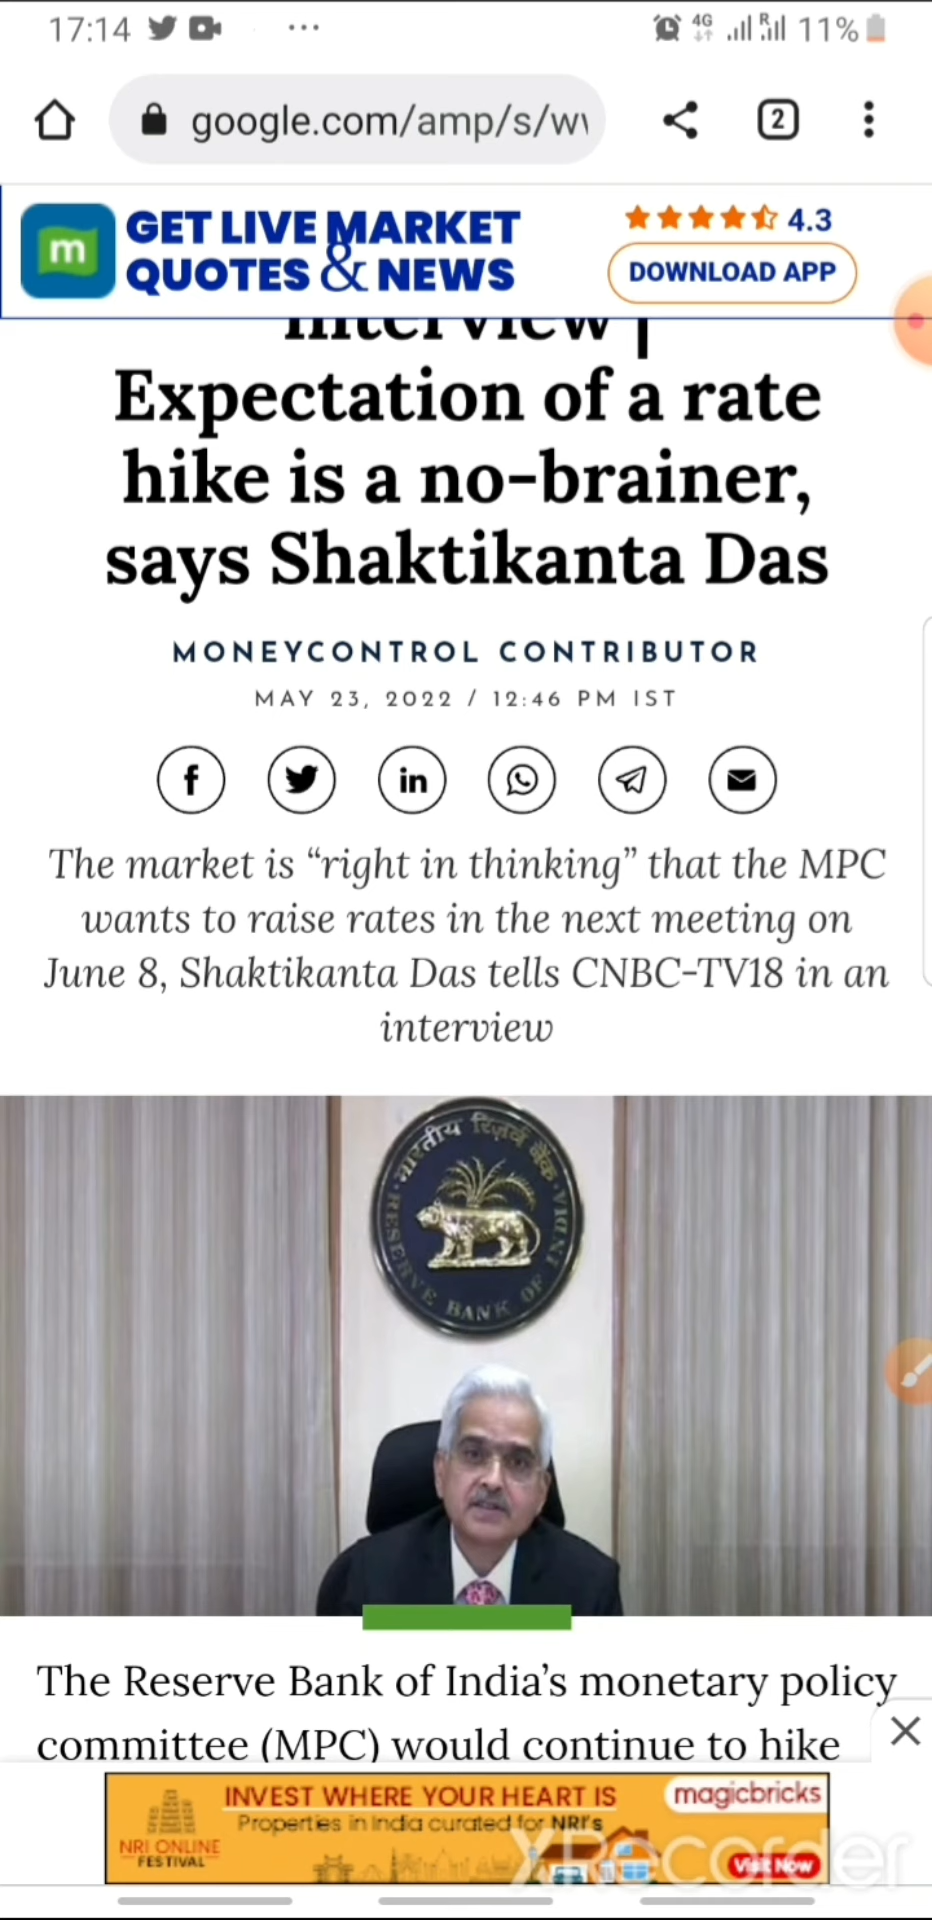 17:14
4G
R
11%
google.com/amp/s/w
2
m
GET LIVE MARKET
QUOTES & NEWS
4.3
DOWNLOAD APP
Interview |
Expectation of a rate
hike is a no-brainer,
says Shaktikanta Das
MONEYCONTROL CONTRIBUTOR
MAY 23, 2022 / 12:46 PM IST
f
in
The market is “right in thinking” that the MPC
wants to raise rates in the next meeting on
June 8, Shaktikanta Das tells CNBC-TV18 in an
interview
भारतीय रिज़र्व बैंक
RESERVE BANK OF INDIA
The Reserve Bank of India’s monetary policy
committee (MPC) would continue to hike
INVEST WHERE YOUR HEART IS
magicbricks
Properties in India curated for NRI's
NRI ONLINE
FESTIVAL
Visit Now
XRecorder